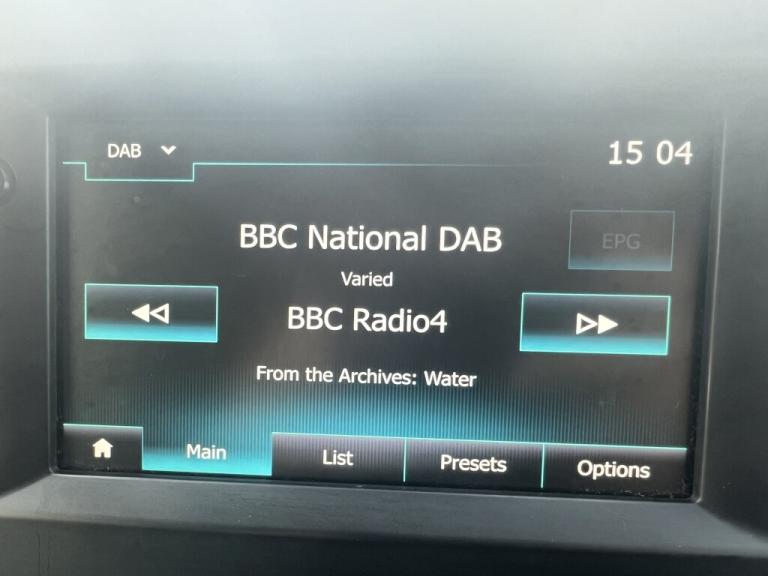 DAB
15 04
BBC National DAB
EPG
Varied
BBC Radio4
From the Archives: Water
Main
List
Presets
Options